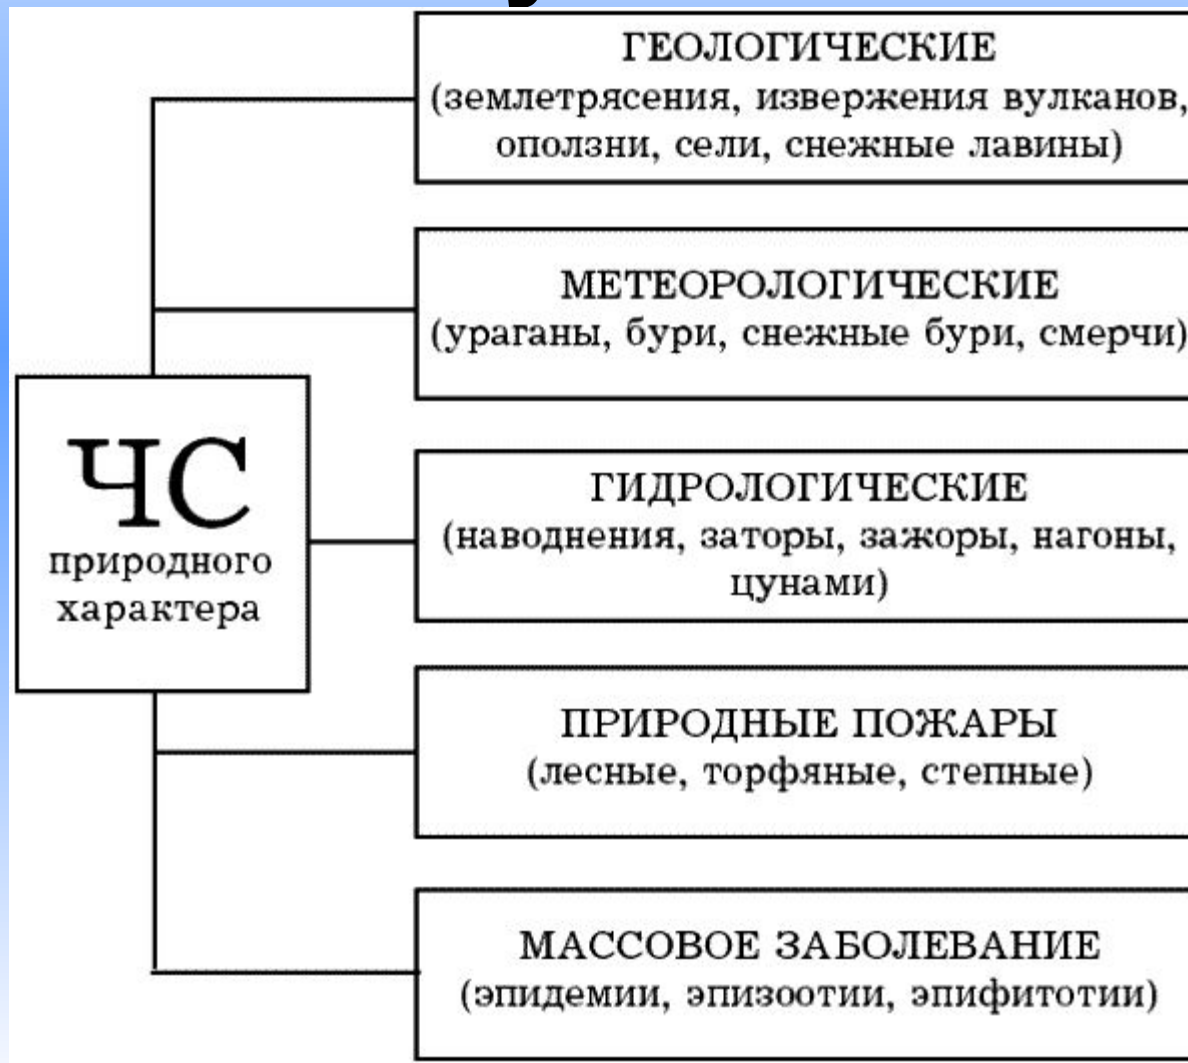 ГЕОЛОГИЧЕСКИЕ
(землетрясения, извержения вулканов,
оползни, сели, снежные лавины)
МЕТЕОРОЛОГИЧЕСКИЕ
(ураганы, бури, снежные бури, смерчи)
ЧС
природного
характера
ГИДРОЛОГИЧЕСКИЕ
(наводнения, заторы, зажоры, нагоны,
цунами)
ПРИРОДНЫЕ ПОЖАРЫ
(лесные, торфяные, степные)
МАССОВОЕ ЗАБОЛЕВАНИЕ
(эпидемии, эпизоотии, эпифитотии)